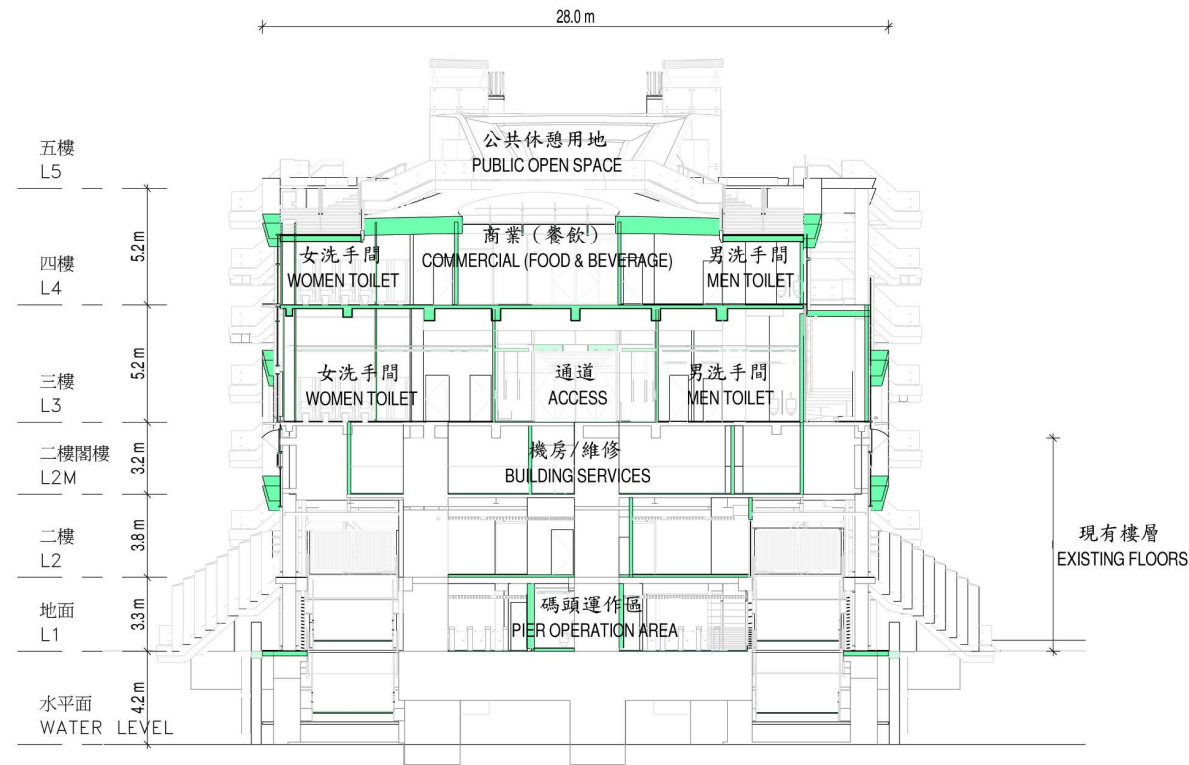 28.0 m
公共休憩用地
PUBLIC OPEN SPACE
五樓
L5
5.2 m
商業（餐飲）
COMMERCIAL (FOOD & BEVERAGE)
女洗手間
WOMEN TOILET
男洗手間
MEN TOILET
四樓
L4
5.2 m
女洗手間
WOMEN TOILET
通道
ACCESS
男洗手間
MEN TOILET
三樓
L3
二樓閣樓
L2M
3.2 m
機房/維修
BUILDING SERVICES
二樓
L2
3.8 m
現有樓層
EXISTING FLOORS
地面
L1
3.3 m
碼頭運作區
PIER OPERATION AREA
水平面
WATER LEVEL
4.2 m